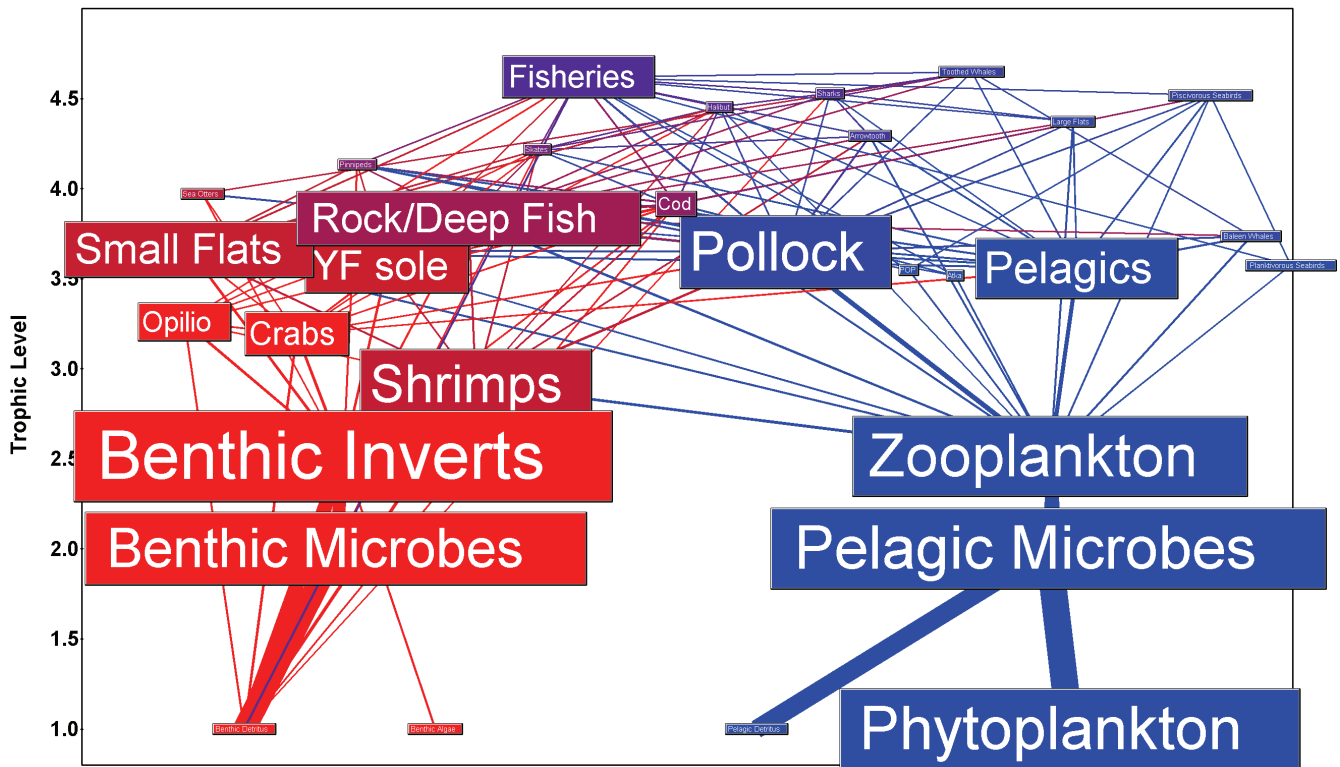 Trophic Level
4.5
4.0
3.5
3.0
2.5
2.0
1.5
1.0
Fisheries
Toothed Whales
Sharks
Piscivorous Seabirds
Halibut
Large Flats
Arrowtooth
Skates
Pinnipeds
Sea Otters
Cod
Rock/Deep Fish
Small Flats
YF sole
Pollock
Pelagics
Baleen Whales
POP
Atka
Planktivorous Seabirds
Opilio
Crabs
Shrimps
Benthic Inverts
Zooplankton
Benthic Microbes
Pelagic Microbes
Benthic Detritus
Benthic Algae
Pelagic Detritus
Phytoplankton